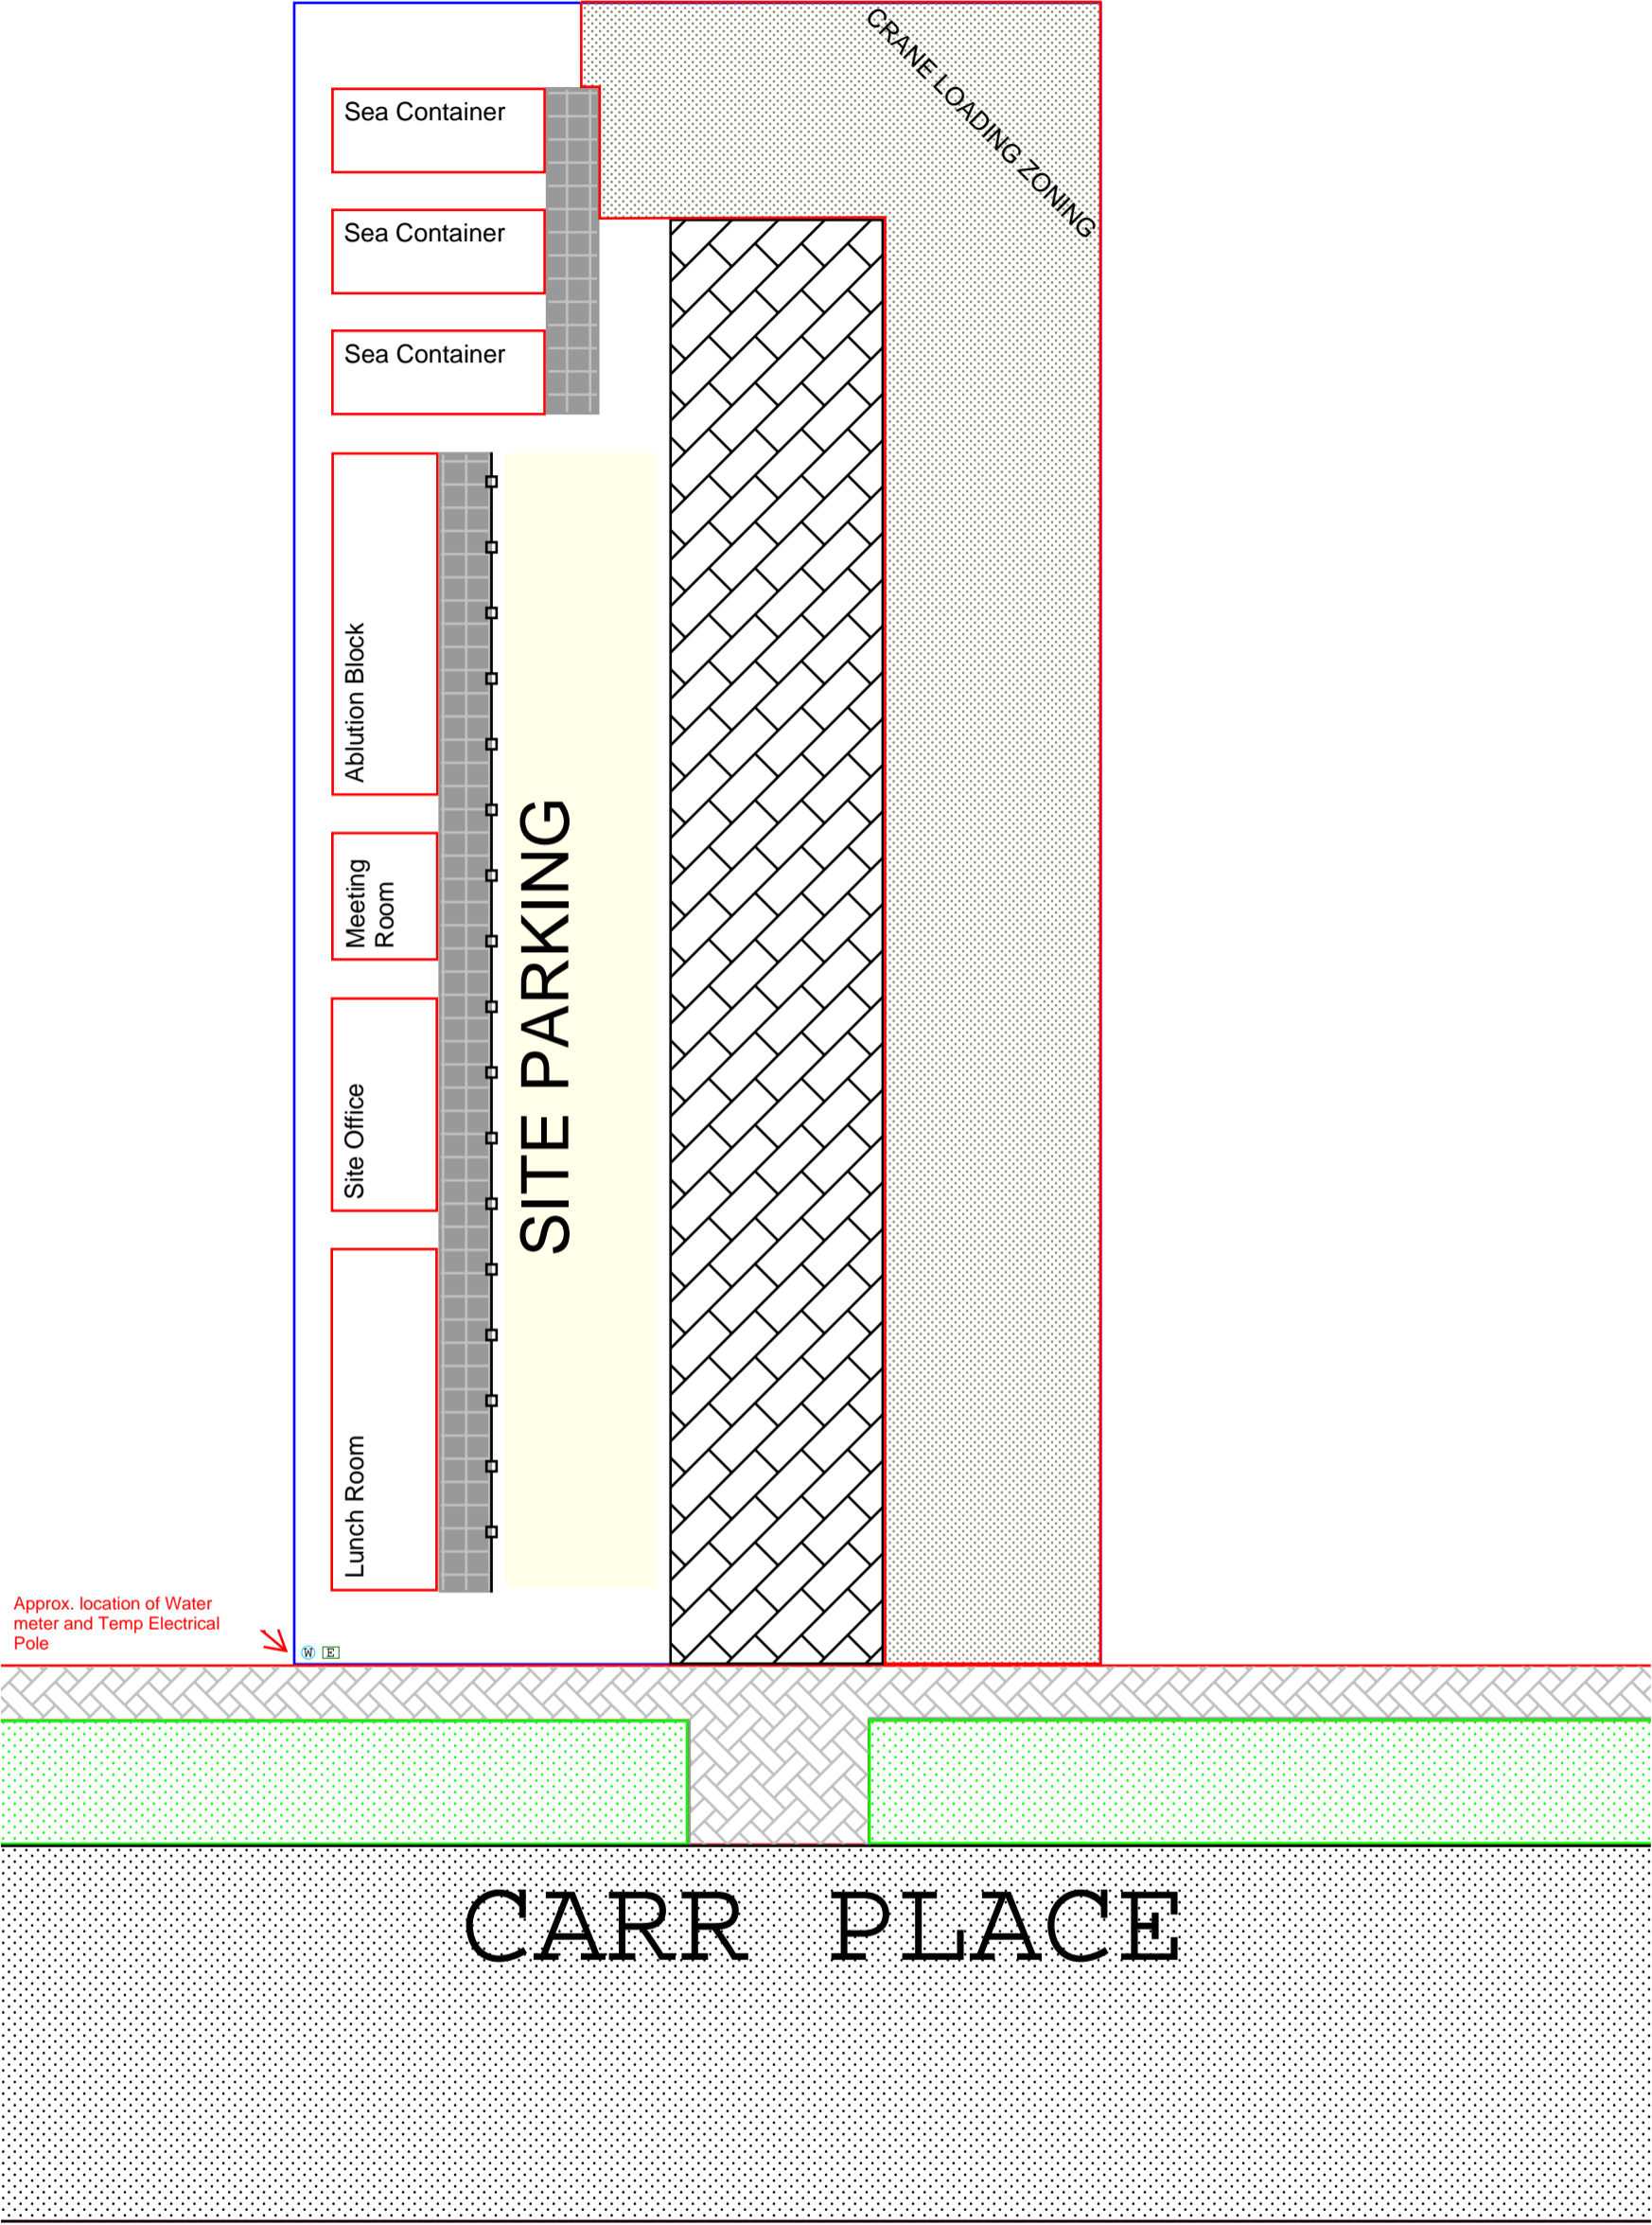 CRANE LOADING ZONING
Sea Container
Sea Container
Sea Container
Ablution Block
Meeting
Room
SITE PARKING
Site Office
Lunch Room
Approx. location of Water
meter and Temp Electrical
Pole
W E
CARR PLACE